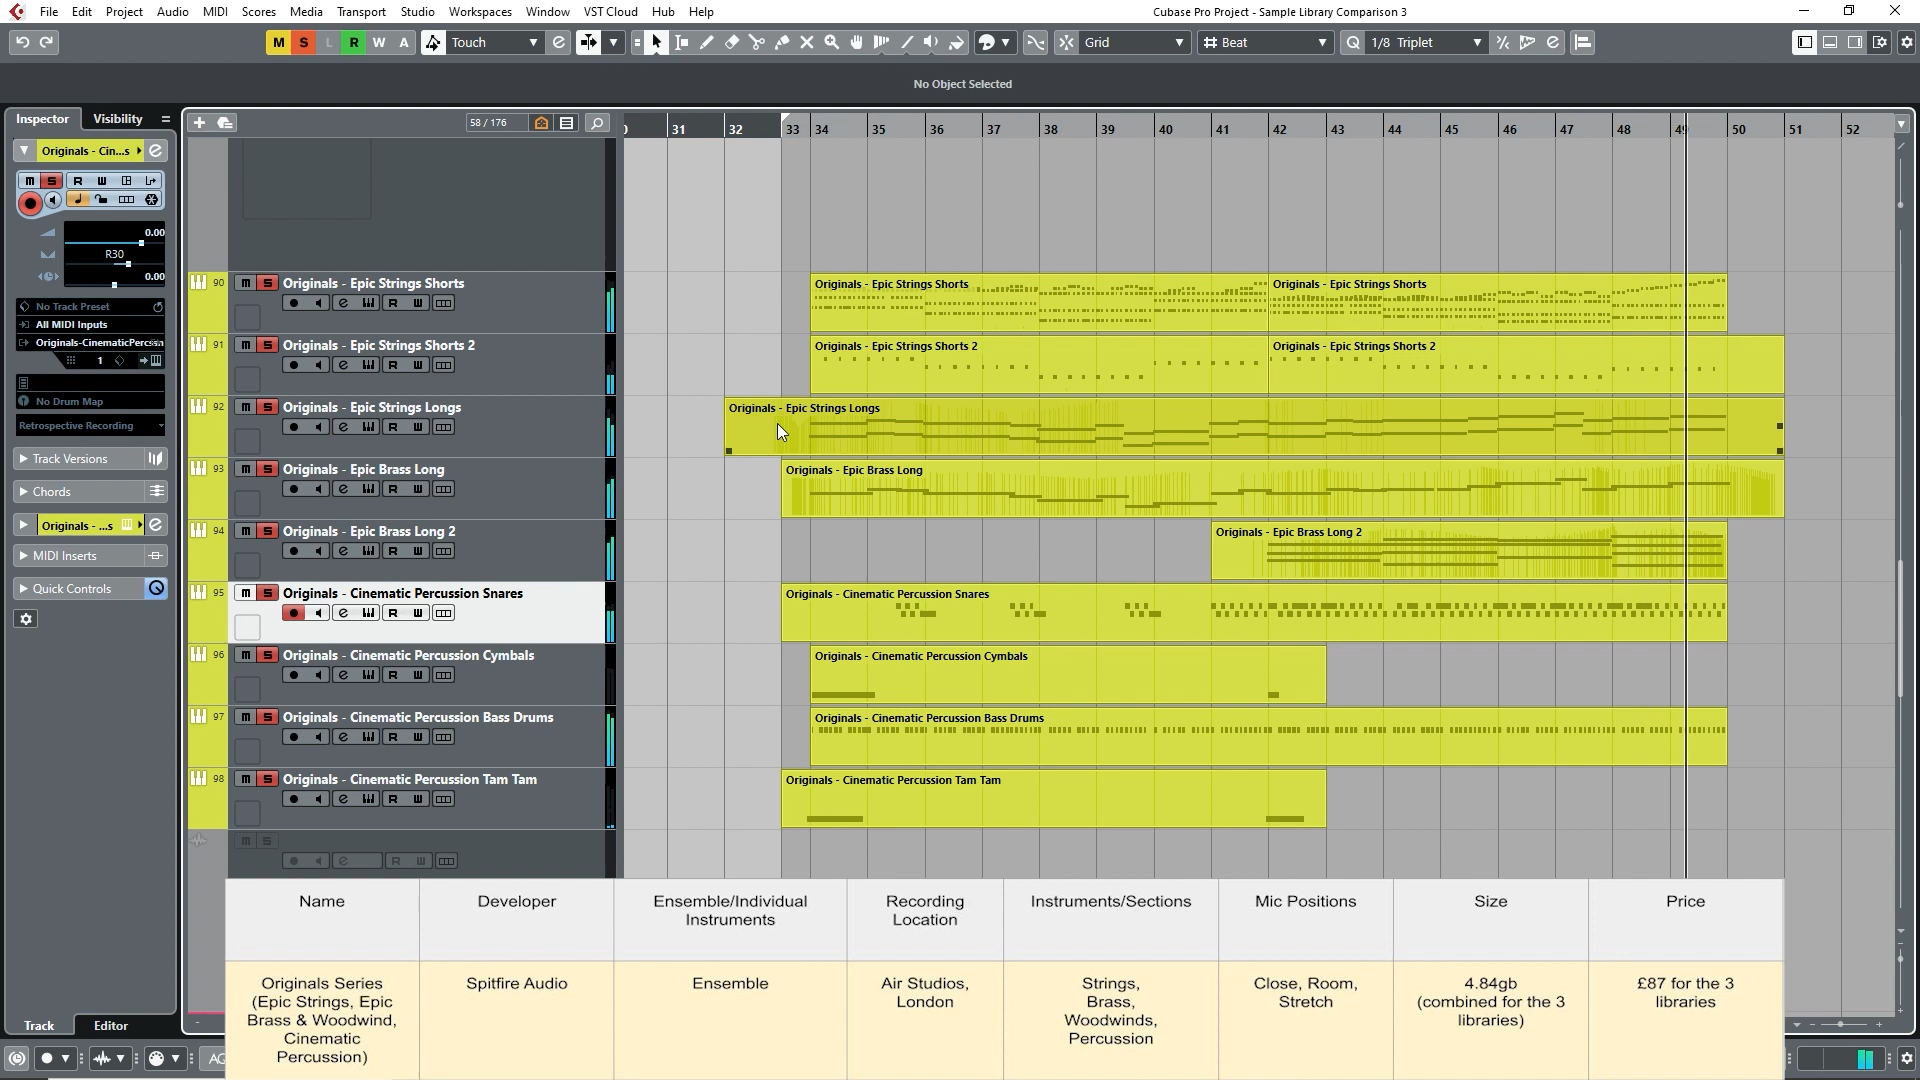 File Edit Project Audio MIDI Scores Media Transport Studio Workspaces Window VST Cloud Hub Help
Cubase Pro Project - Sample Library Comparison 3
M S L R W A Touch Grid Beat Q 1/8 Triplet
No Object Selected
Inspector Visibility
58 / 176
31 32 33 34 35 36 37 38 39 40 41 42 43 44 45 46 47 48 49 50 51 52
Originals - Cin...s
0.00
R30
0.00
No Track Preset
All MIDI Inputs
1
No Drum Map
Retrospective Recording
Track Versions
Chords
Originals - ...s
MIDI Inserts
Quick Controls
Track Editor
90 Originals - Epic Strings Shorts
Originals - Epic Strings Shorts
Originals - Epic Strings Shorts
91 Originals - Epic Strings Shorts 2
Originals - Epic Strings Shorts 2
Originals - Epic Strings Shorts 2
92 Originals - Epic Strings Longs
Originals - Epic Strings Longs
93 Originals - Epic Brass Long
Originals - Epic Brass Long
94 Originals - Epic Brass Long 2
Originals - Epic Brass Long 2
95 Originals - Cinematic Percussion Snares
Originals - Cinematic Percussion Snares
96 Originals - Cinematic Percussion Cymbals
Originals - Cinematic Percussion Cymbals
97 Originals - Cinematic Percussion Bass Drums
Originals - Cinematic Percussion Bass Drums
98 Originals - Cinematic Percussion Tam Tam
Originals - Cinematic Percussion Tam Tam
Name
Developer
Ensemble/Individual
Instruments
Recording
Location
Instruments/Sections
Mic Positions
Size
Price
Originals Series
(Epic Strings, Epic
Brass & Woodwind,
Cinematic
Percussion)
Spitfire Audio
Ensemble
Air Studios,
London
Strings,
Brass,
Woodwinds,
Percussion
Close, Room,
Stretch
4.84gb
(combined for the 3
libraries)
£87 for the 3
libraries